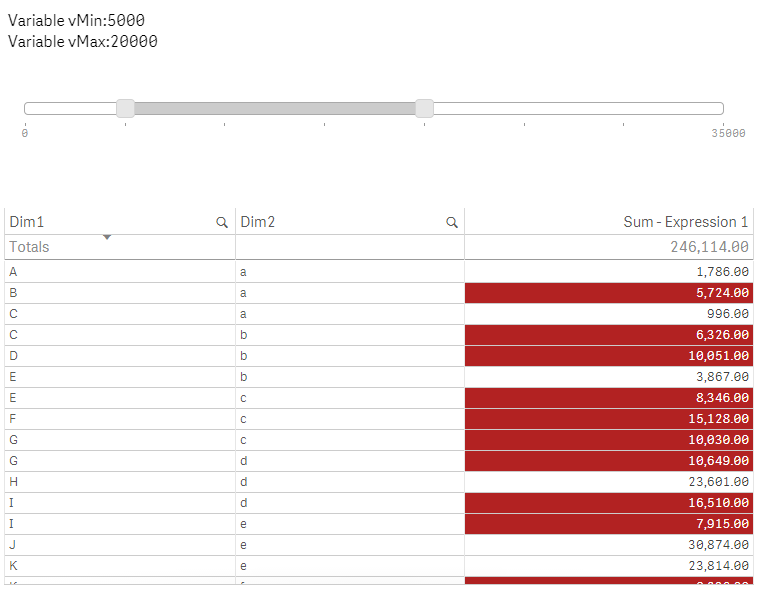 Variable vMin:5000
Variable vMax:20000
0 35000
Dim1 Dim2 Sum - Expression 1
Totals 246,114.00
A a 1,786.00
B a 5,724.00
C a 996.00
C b 6,326.00
D b 10,051.00
E b 3,867.00
E c 8,346.00
F c 15,128.00
G c 10,030.00
G d 10,649.00
H d 23,601.00
I d 16,510.00
I e 7,915.00
J e 30,874.00
K e 23,814.00